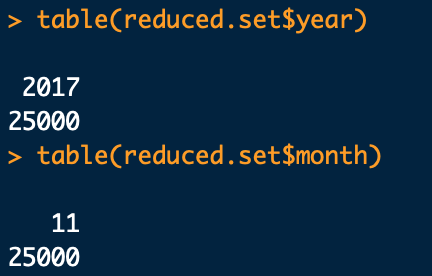 > table(reduced.set$year)
2017
25000
> table(reduced.set$month)
11
25000